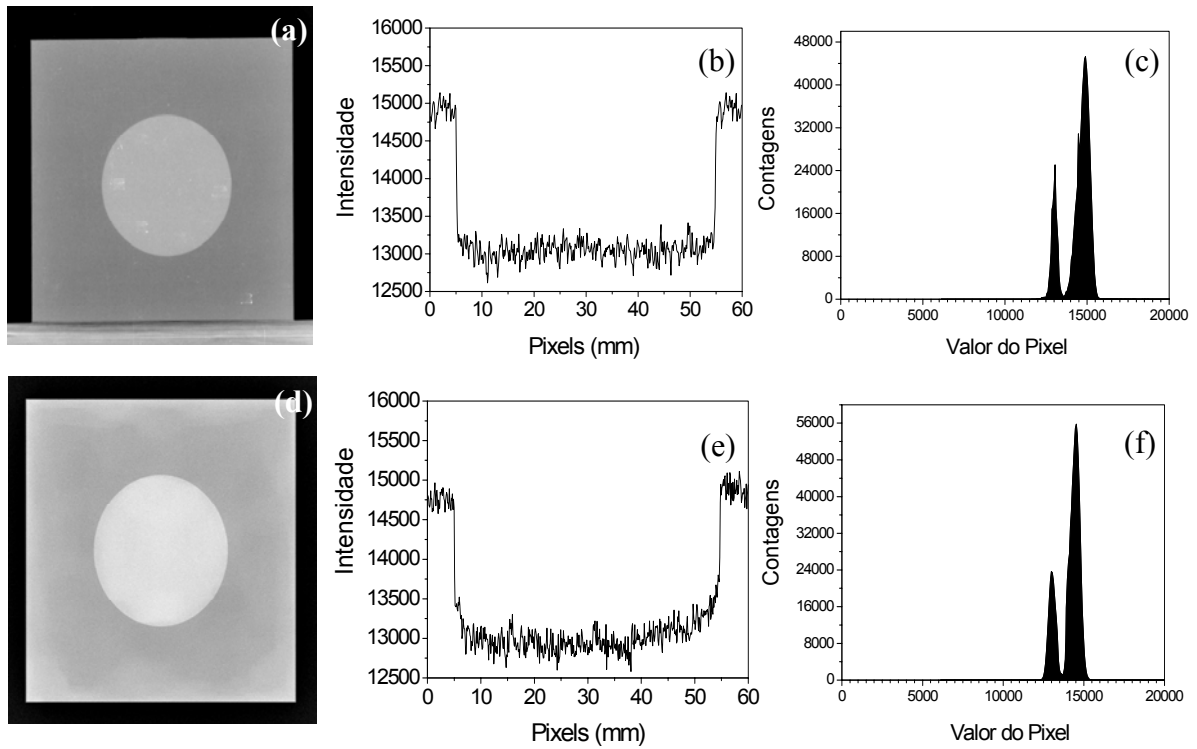 (a)
16000
15500
15000
14500
14000
13500
13000
12500
0 10 20 30 40 50 60
Intensidade
Pixels (mm)
(b)
48000
40000
32000
24000
16000
8000
0
0 5000 10000 15000 20000
Contagens
Valor do Pixel
(c)
(d)
16000
15500
15000
14500
14000
13500
13000
12500
0 10 20 30 40 50 60
Intensidade
Pixels (mm)
(e)
56000
48000
40000
32000
24000
16000
8000
0
0 5000 10000 15000 20000
Contagens
Valor do Pixel
(f)